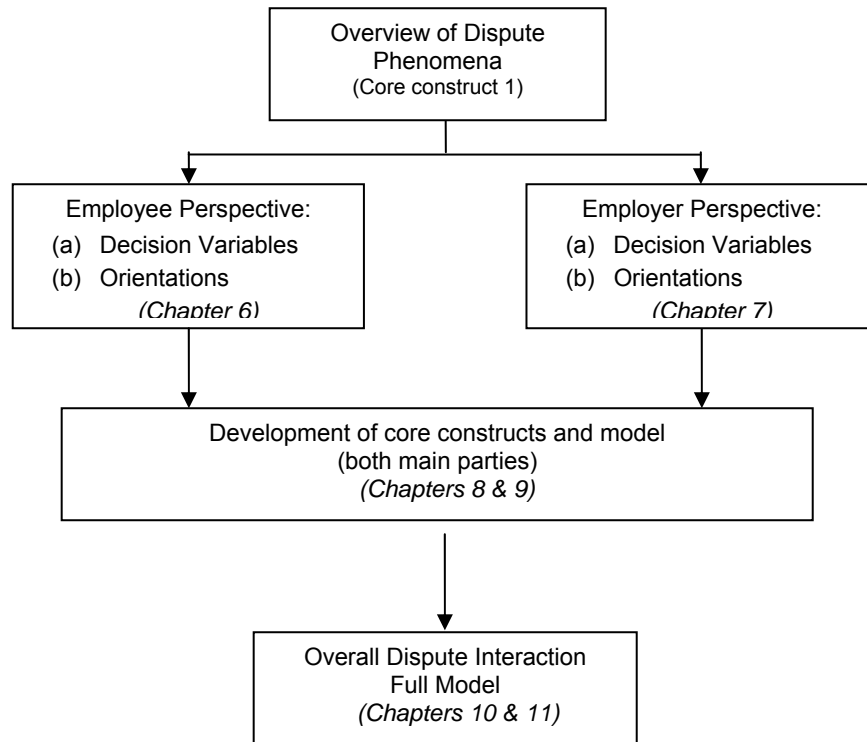 Overview of Dispute
Phenomena
(Core construct 1)
Employee Perspective:
(a) Decision Variables
(b) Orientations
(Chapter 6)
Employer Perspective:
(a) Decision Variables
(b) Orientations
(Chapter 7)
Development of core constructs and model
(both main parties)
(Chapters 8 & 9)
Overall Dispute Interaction
Full Model
(Chapters 10 & 11)